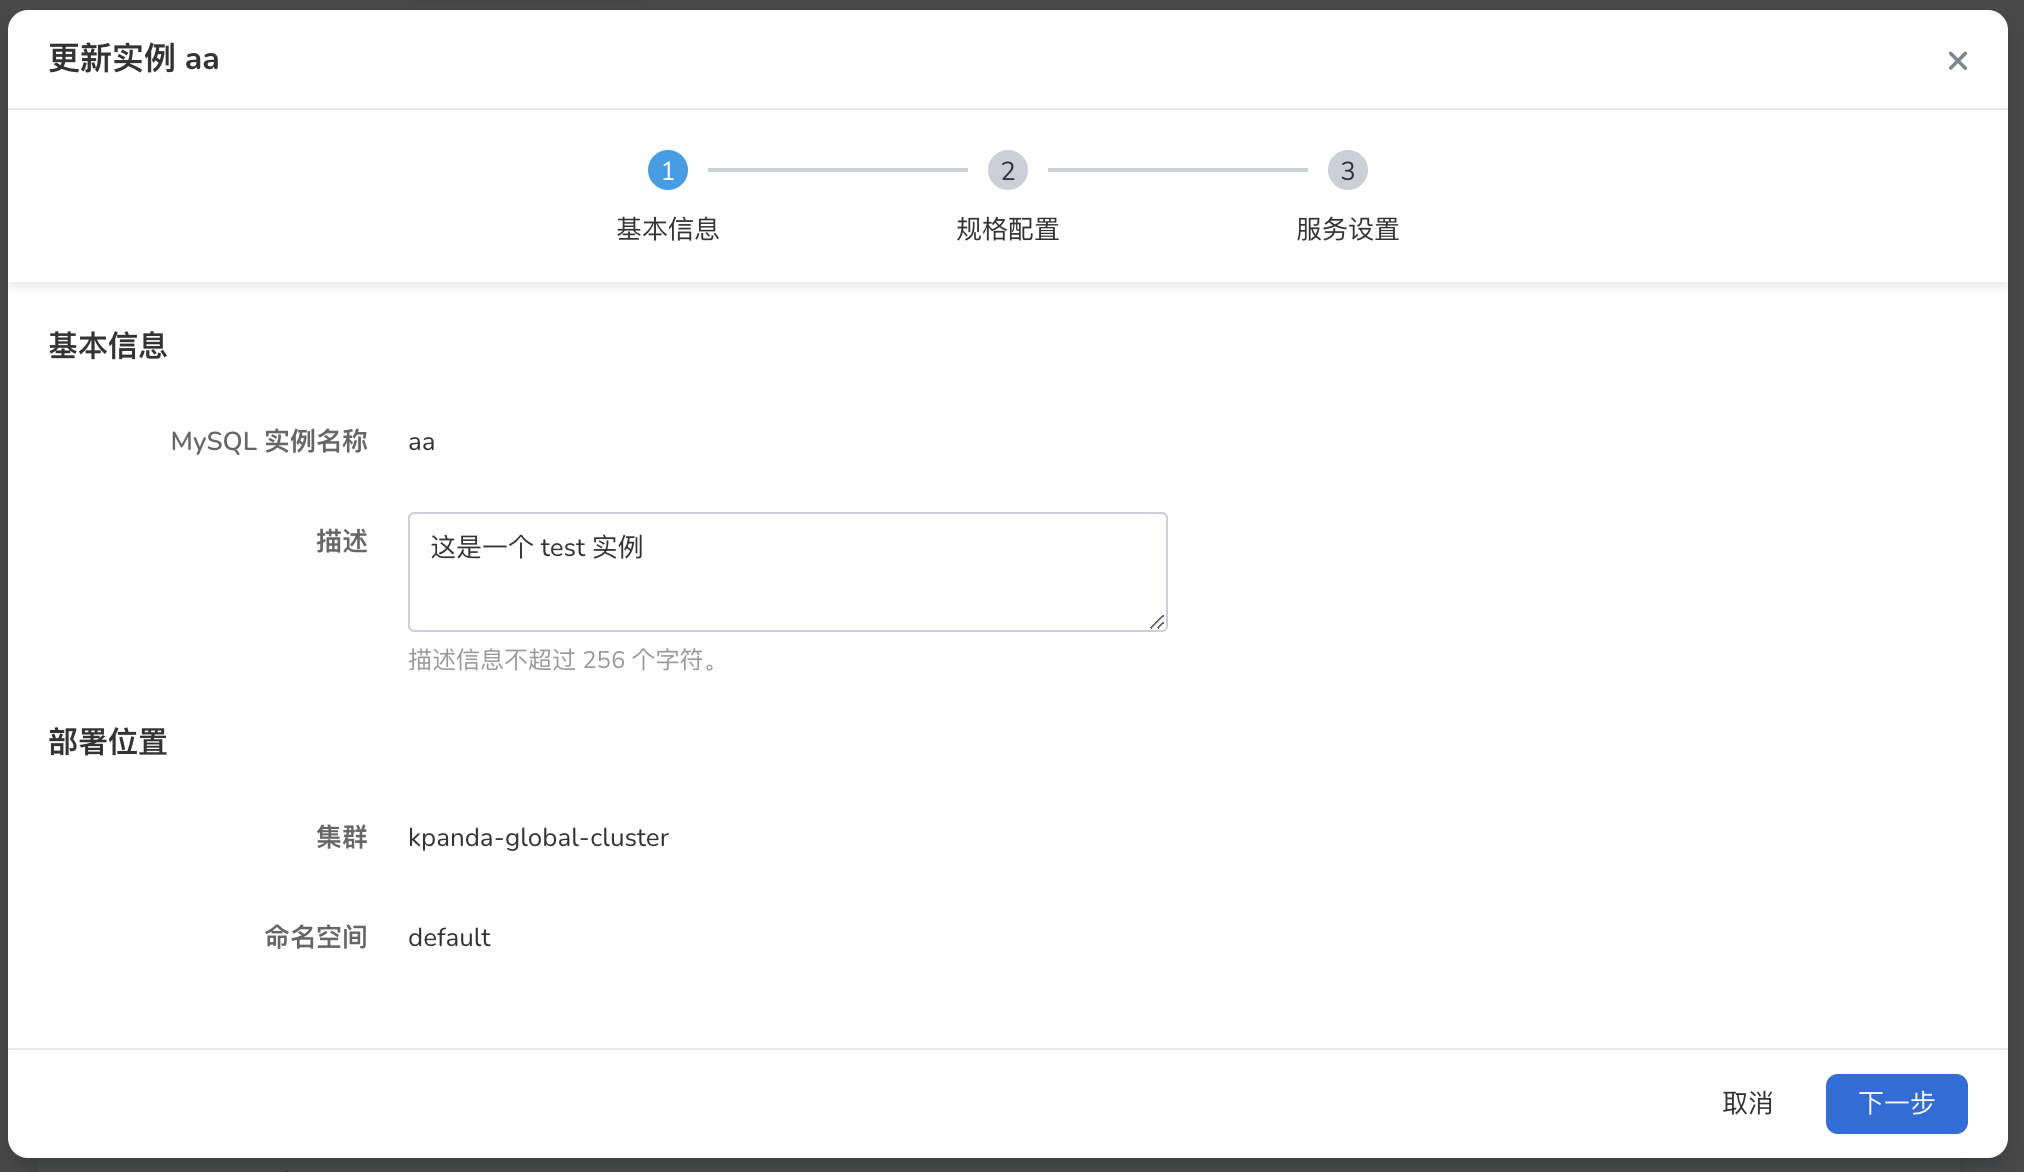 更新实例 aa
1
2
3
基本信息
规格配置
服务设置
基本信息
MySQL 实例名称
aa
描述
这是一个 test 实例
描述信息不超过 256 个字符。
部署位置
集群
kpanda-global-cluster
命名空间
default
取消
下一步